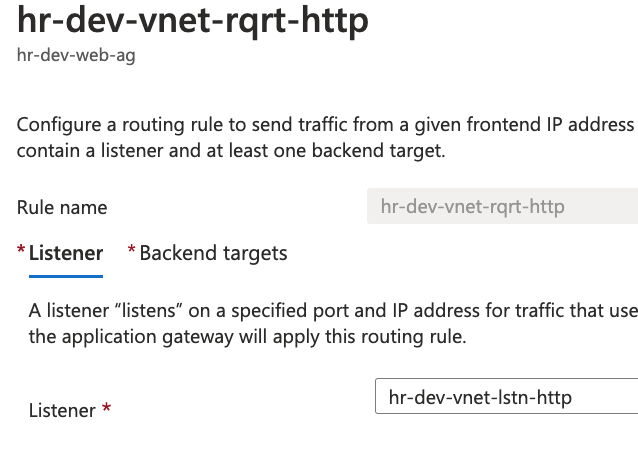 hr-dev-vnet-rqrt-http
hr-dev-web-ag
Configure a routing rule to send traffic from a given frontend IP address
contain a listener and at least one backend target.
Rule name
hr-dev-vnet-rqrt-http
* Listener * Backend targets
A listener “listens” on a specified port and IP address for traffic that use
the application gateway will apply this routing rule.
Listener *
hr-dev-vnet-lstn-http